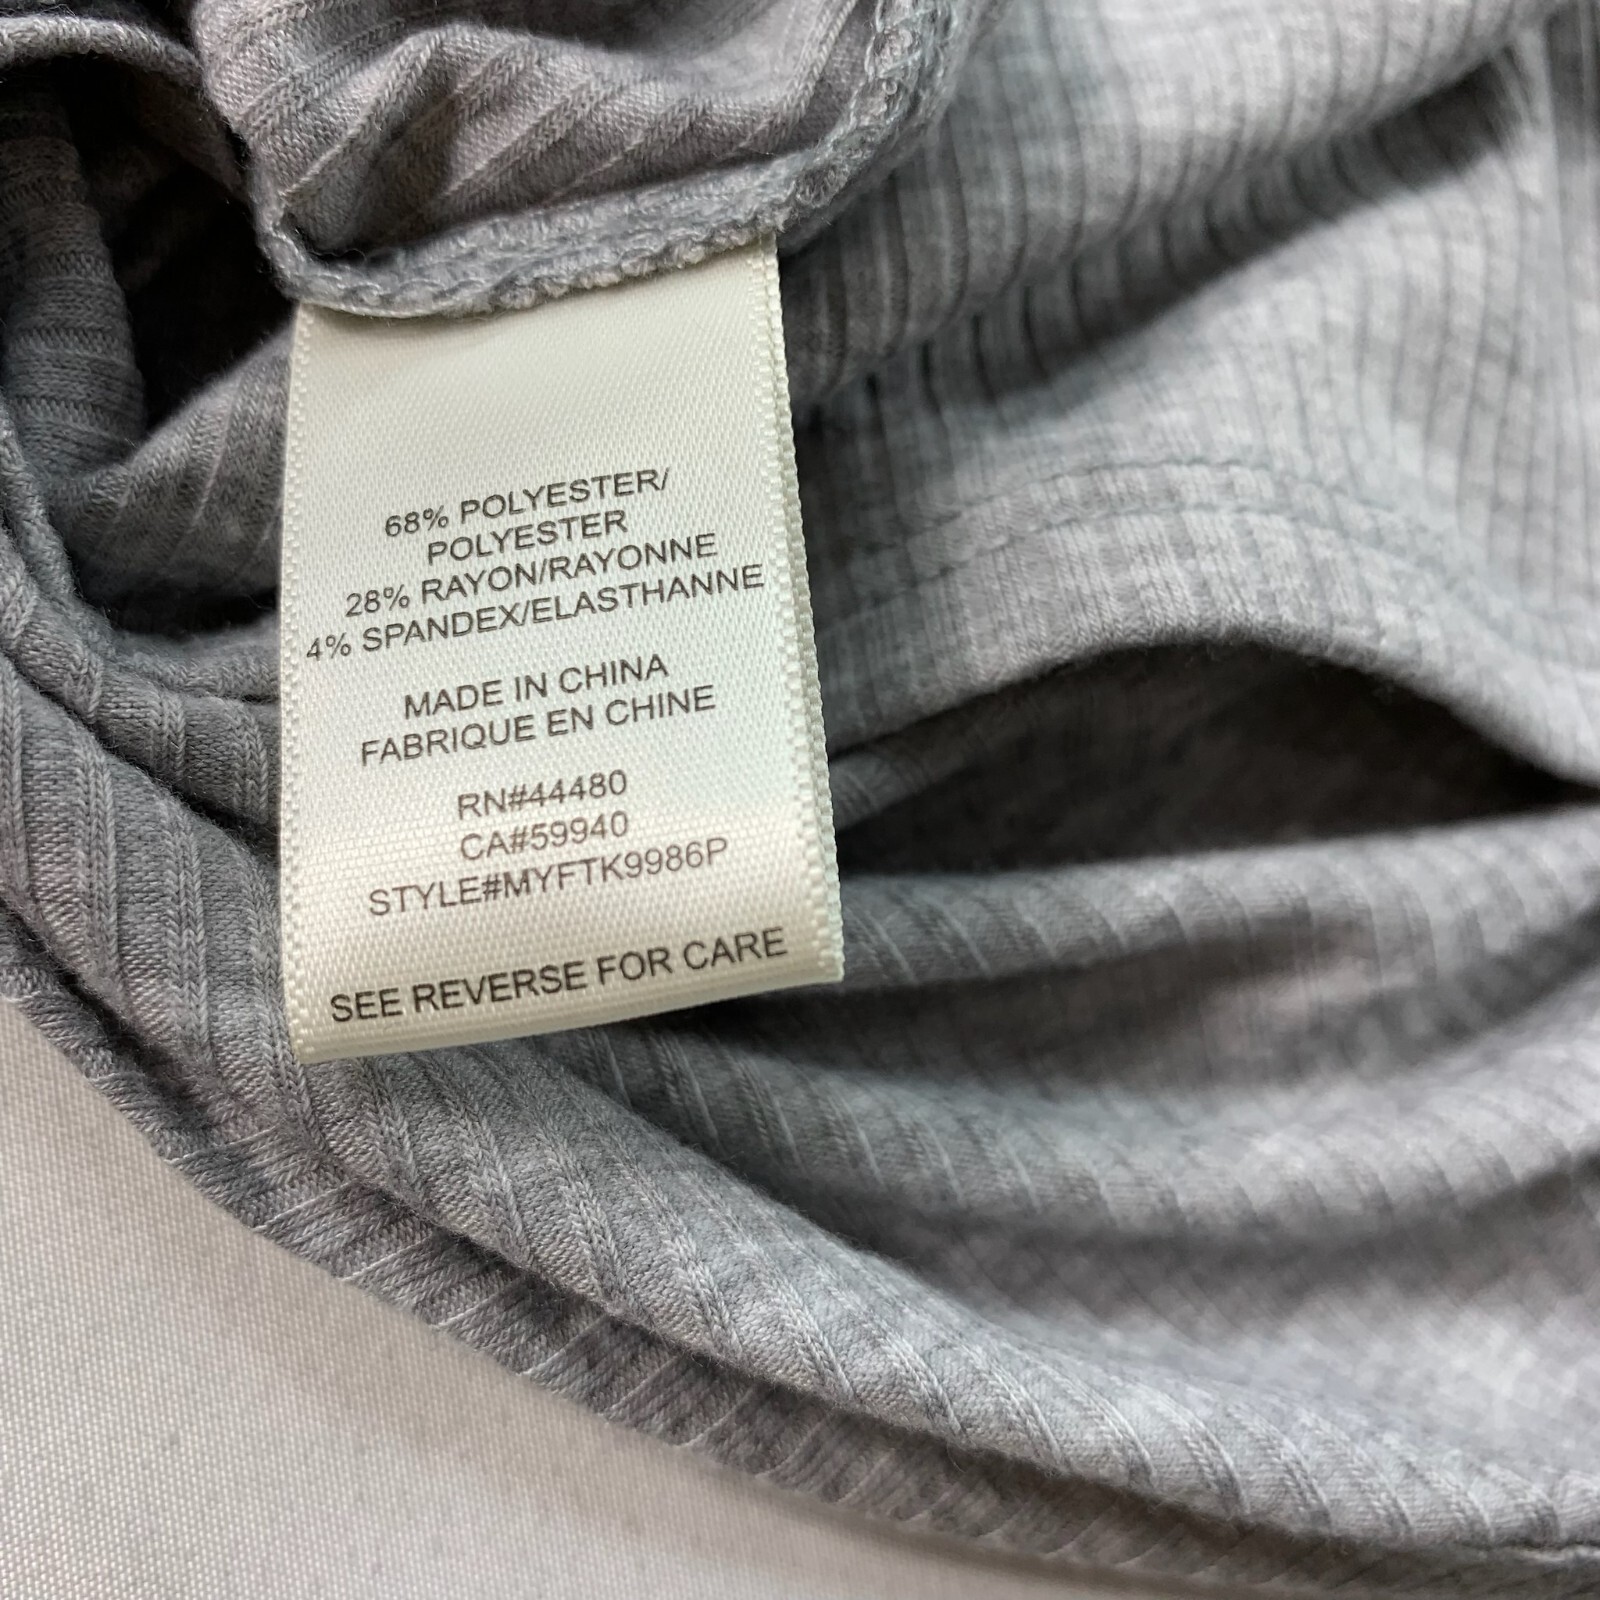 68% POLYESTER/
POLYESTER
28% RAYON/RAYONNE
4% SPANDEX/ELASTHANNE
MADE IN CHINA
FABRIQUE EN CHINE
RN#44480
CA#59940
STYLE#MYFTK9986P
SEE REVERSE FOR CARE